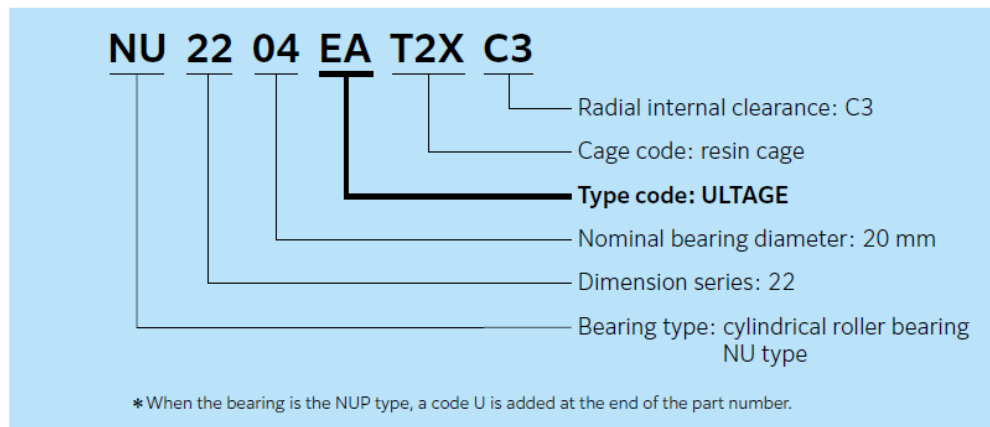 NU 22 04 EA T2X C3
Radial internal clearance: C3
Cage code: resin cage
Type code: ULTAGE
Nominal bearing diameter: 20 mm
Dimension series: 22
Bearing type: cylindrical roller bearing
NU type
＊When the bearing is the NUP type, a code U is added at the end of the part number.